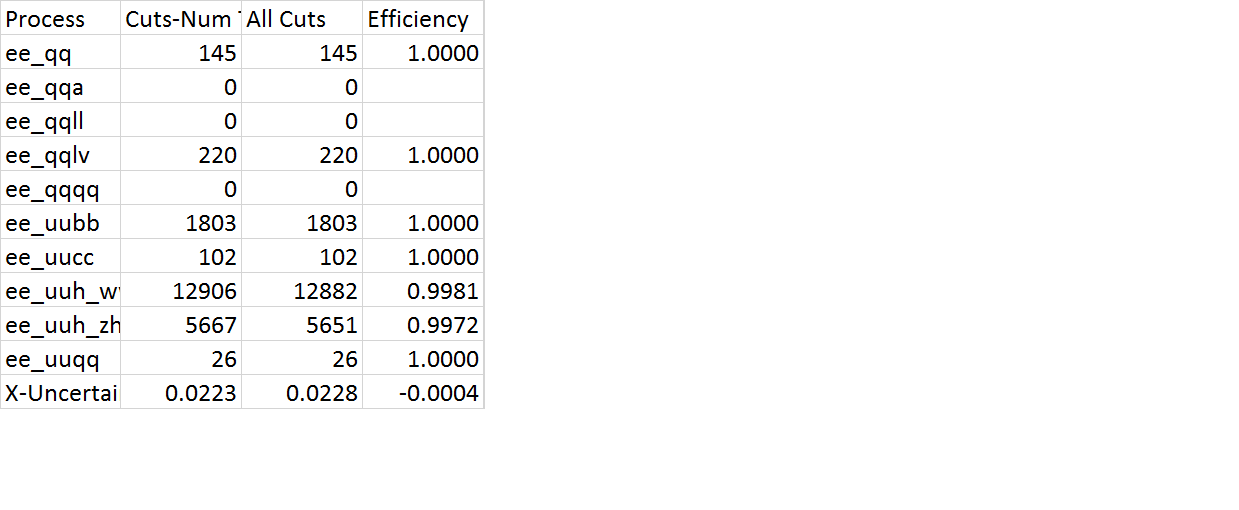 Process Cuts-Num All Cuts Efficiency
ee_qq 145 145 1.0000
ee_qqa 0 0
ee_qqll 0 0
ee_qqlv 220 220 1.0000
ee_qqqq 0 0
ee_uubb 1803 1803 1.0000
ee_uucc 102 102 1.0000
ee_uuh_w 12906 12882 0.9981
ee_uuh_zh 5667 5651 0.9972
ee_uuqq 26 26 1.0000
X-Uncertai 0.0223 0.0228 -0.0004